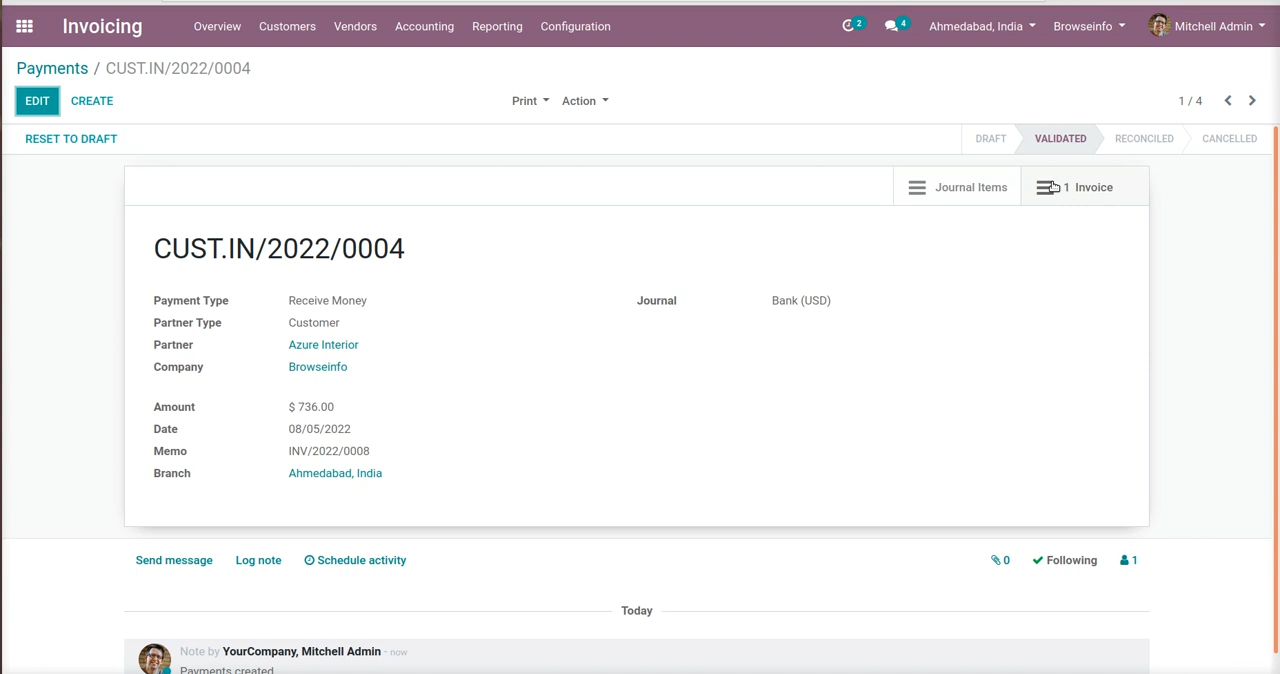 Invoicing Overview Customers Vendors Accounting Reporting Configuration 2 4 Ahmedabad, India Browseinfo Mitchell Admin
Payments / CUST.IN/2022/0004
EDIT CREATE Print Action 1 / 4
RESET TO DRAFT DRAFT VALIDATED RECONCILED CANCELLED
Journal Items 1 Invoice
CUST.IN/2022/0004
Payment Type Receive Money Journal Bank (USD)
Partner Type Customer
Partner Azure Interior
Company Browseinfo
Amount $ 736.00
Date 08/05/2022
Memo INV/2022/0008
Branch Ahmedabad, India
Send message Log note Schedule activity 0 Following 1
Today
Note by YourCompany, Mitchell Admin - now
Payments created